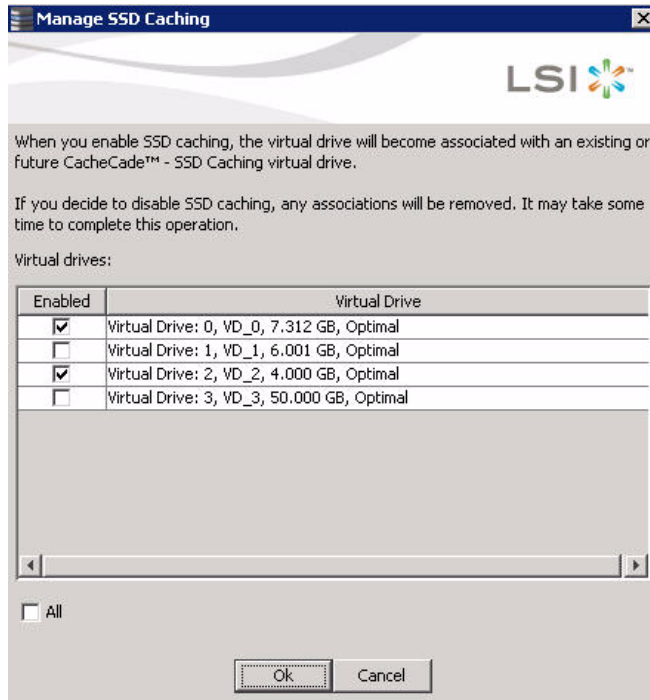 Manage SSD Caching
LSI
When you enable SSD caching, the virtual drive will become associated with an existing or
future CacheCade™ - SSD Caching virtual drive.
If you decide to disable SSD caching, any associations will be removed. It may take some
time to complete this operation.
Virtual drives:
Enabled Virtual Drive
Virtual Drive: 0, VD_0, 7.312 GB, Optimal
Virtual Drive: 1, VD_1, 6.001 GB, Optimal
Virtual Drive: 2, VD_2, 4.000 GB, Optimal
Virtual Drive: 3, VD_3, 50.000 GB, Optimal
All
Ok Cancel